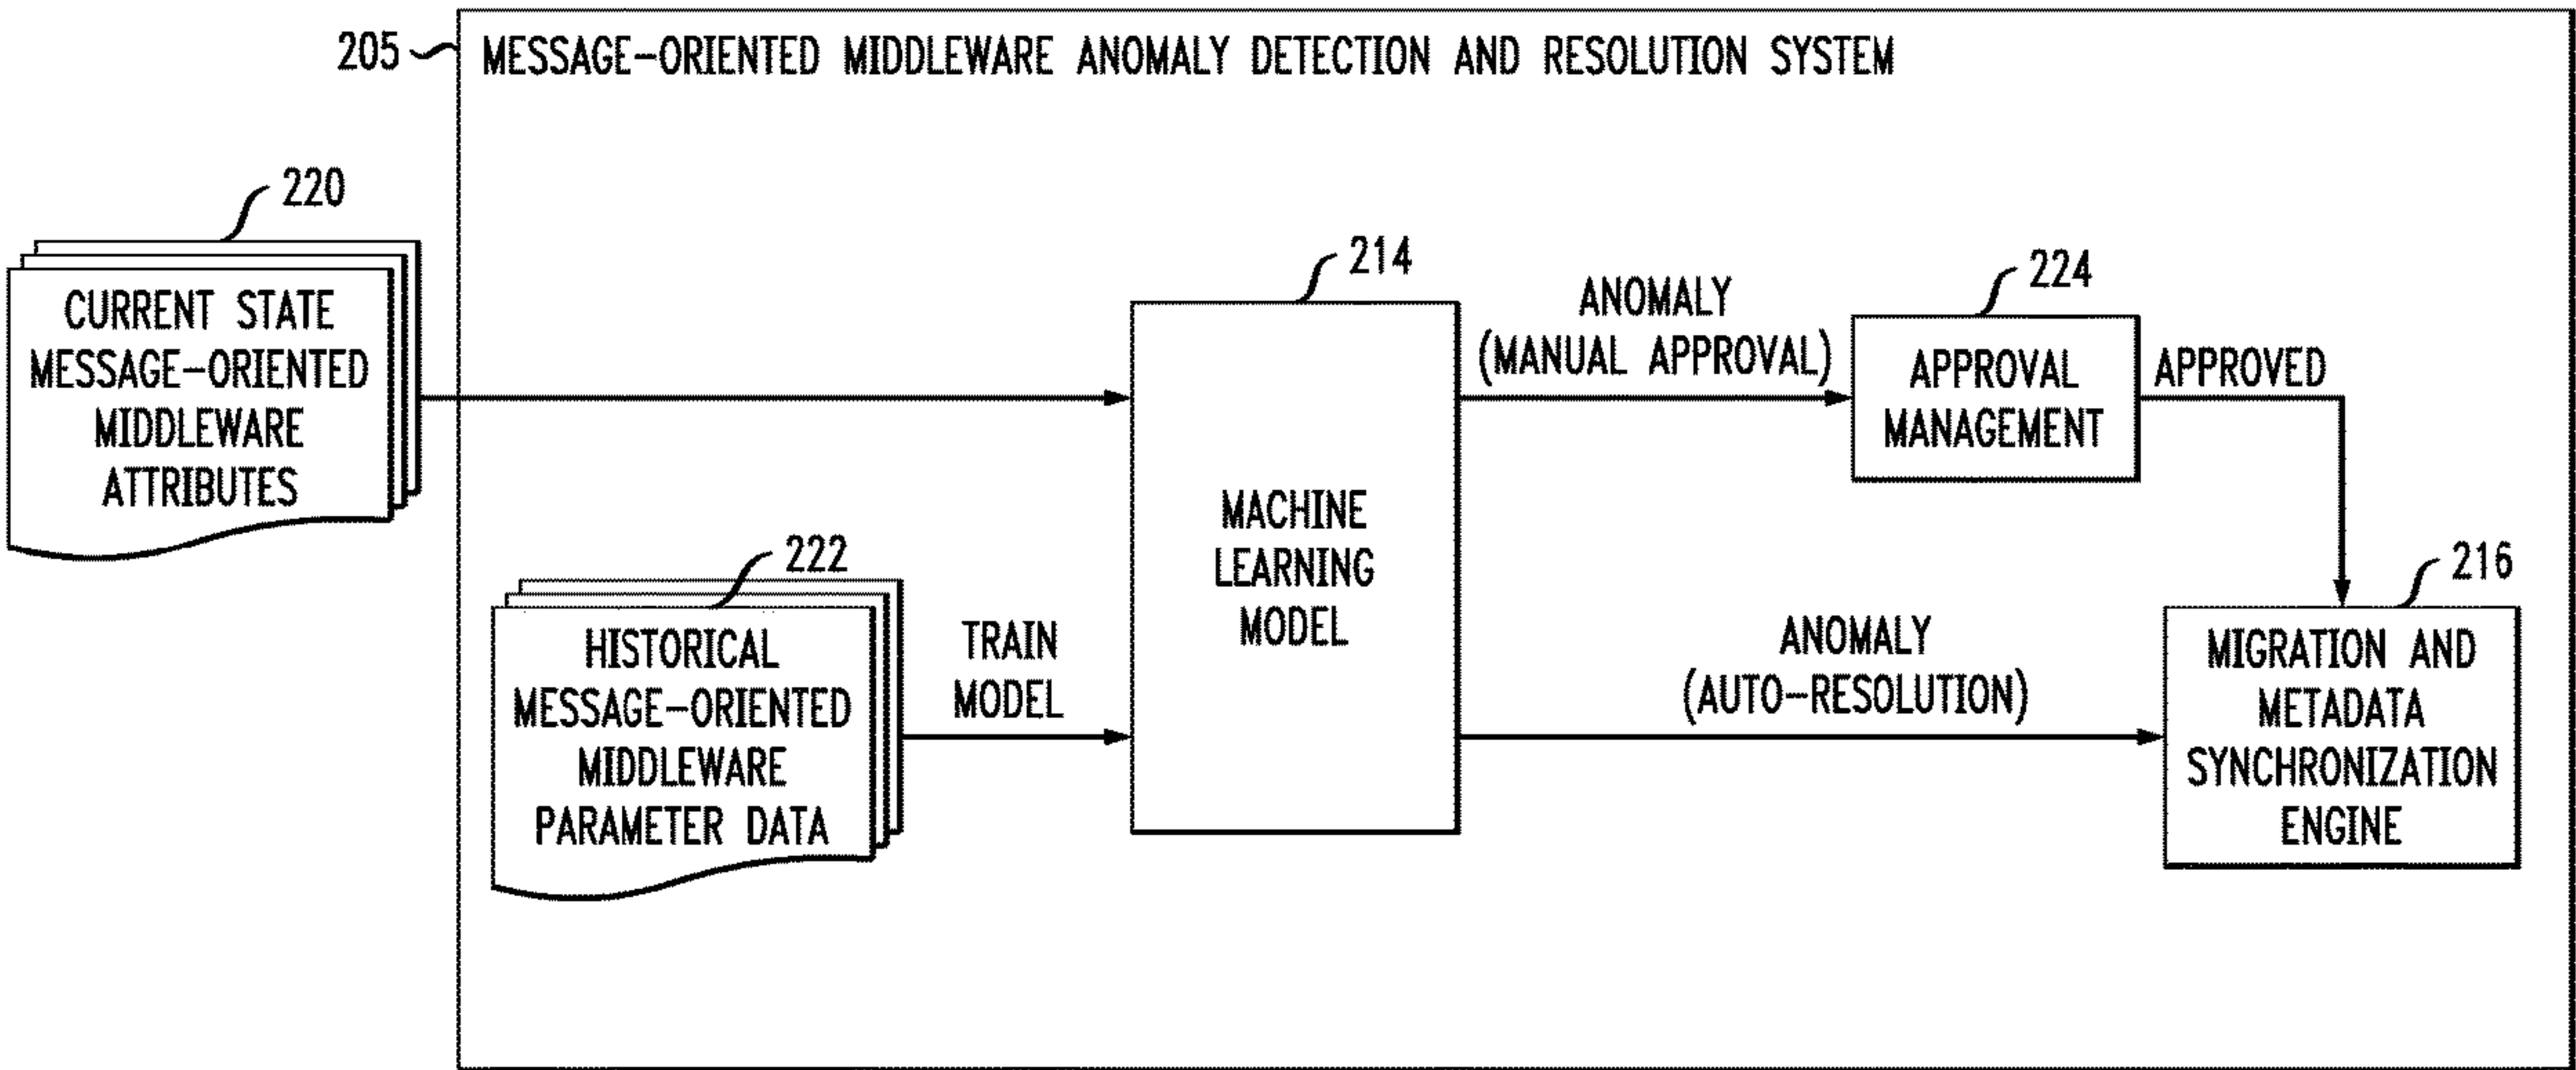 205
MESSAGE-ORIENTED MIDDLEWARE ANOMALY DETECTION AND RESOLUTION SYSTEM
220
CURRENT STATE
MESSAGE-ORIENTED
MIDDLEWARE
ATTRIBUTES
222
HISTORICAL
MESSAGE-ORIENTED
MIDDLEWARE
PARAMETER DATA
TRAIN
MODEL
214
MACHINE
LEARNING
MODEL
ANOMALY
(MANUAL APPROVAL)
224
APPROVAL
MANAGEMENT
APPROVED
ANOMALY
(AUTO-RESOLUTION)
216
MIGRATION AND
METADATA
SYNCHRONIZATION
ENGINE